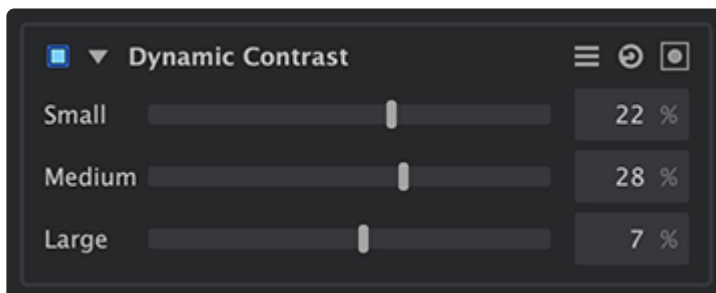 Dynamic Contrast
Small 22 %
Medium 28 %
Large 7 %